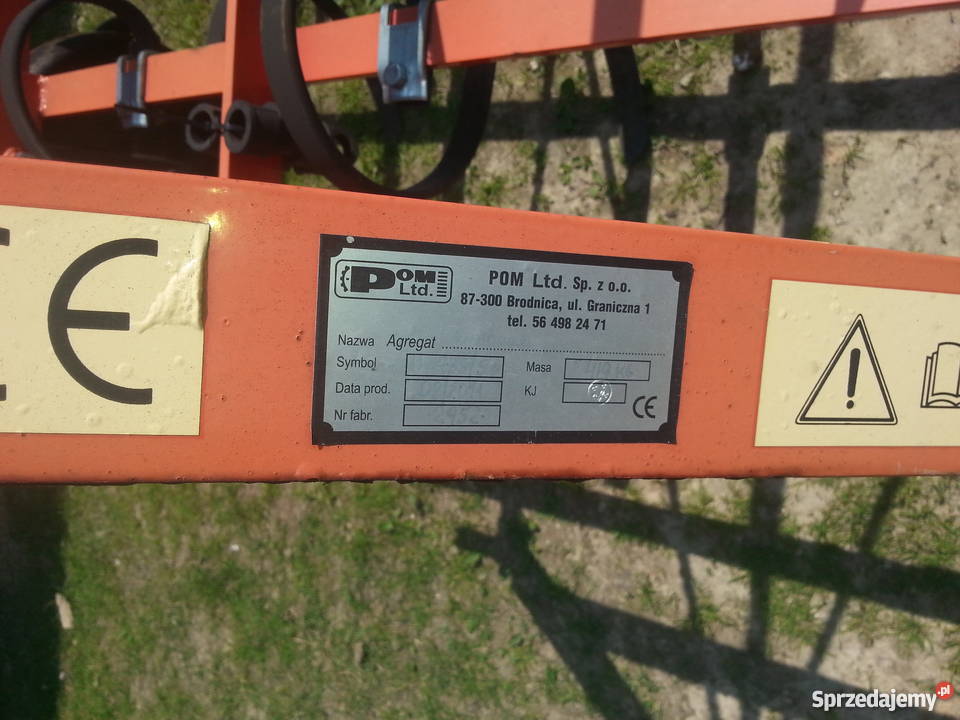 CE
POM Ltd.
POM Ltd. Sp. z o.o.
87-300 Brodnica, ul. Graniczna 1
tel. 56 498 24 71
Nazwa Agregat
Symbol
Masa
Data prod.
KJ
Nr fabr.
CE
Sprzedajemy.pl